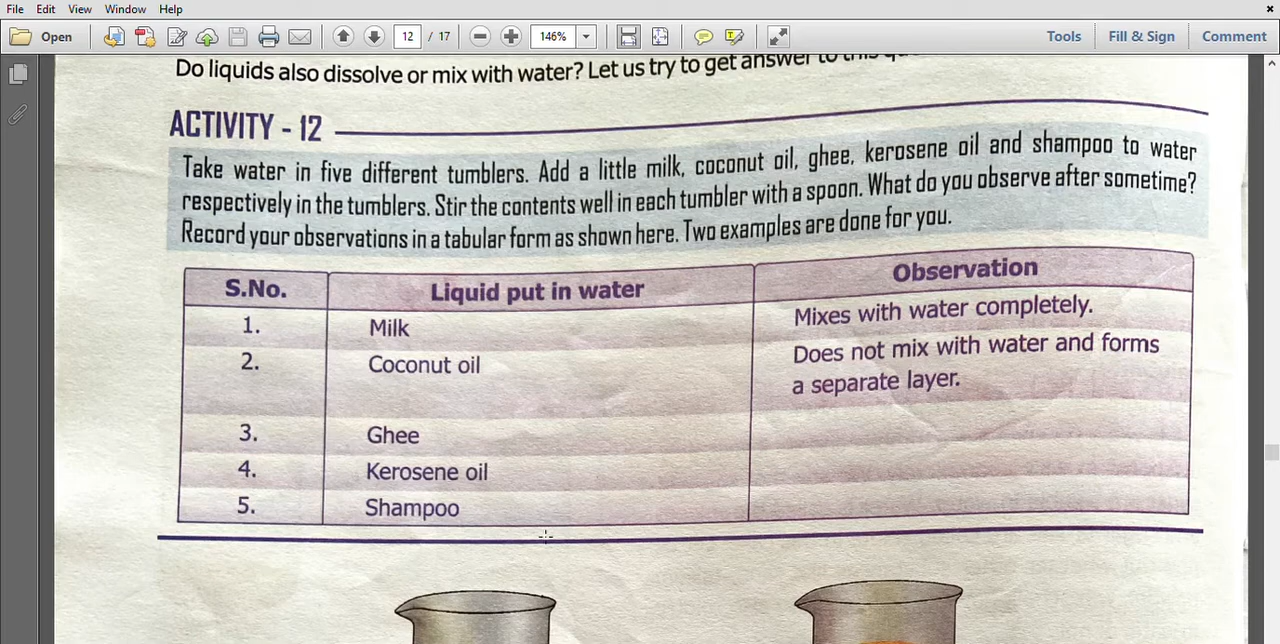 File Edit View Window Help
Open 12 / 17 146% Tools Fill & Sign Comment
Do liquids also dissolve or mix with water? Let us try to get answer to this
ACTIVITY - 12
Take water in five different tumblers. Add a little milk, coconut oil, ghee, kerosene oil and shampoo to water
respectively in the tumblers. Stir the contents well in each tumbler with a spoon. What do you observe after sometime?
Record your observations in a tabular form as shown here. Two examples are done for you.
S.No. Liquid put in water Observation
1. Milk Mixes with water completely.
2. Coconut oil Does not mix with water and forms
a separate layer.
3. Ghee
4. Kerosene oil
5. Shampoo